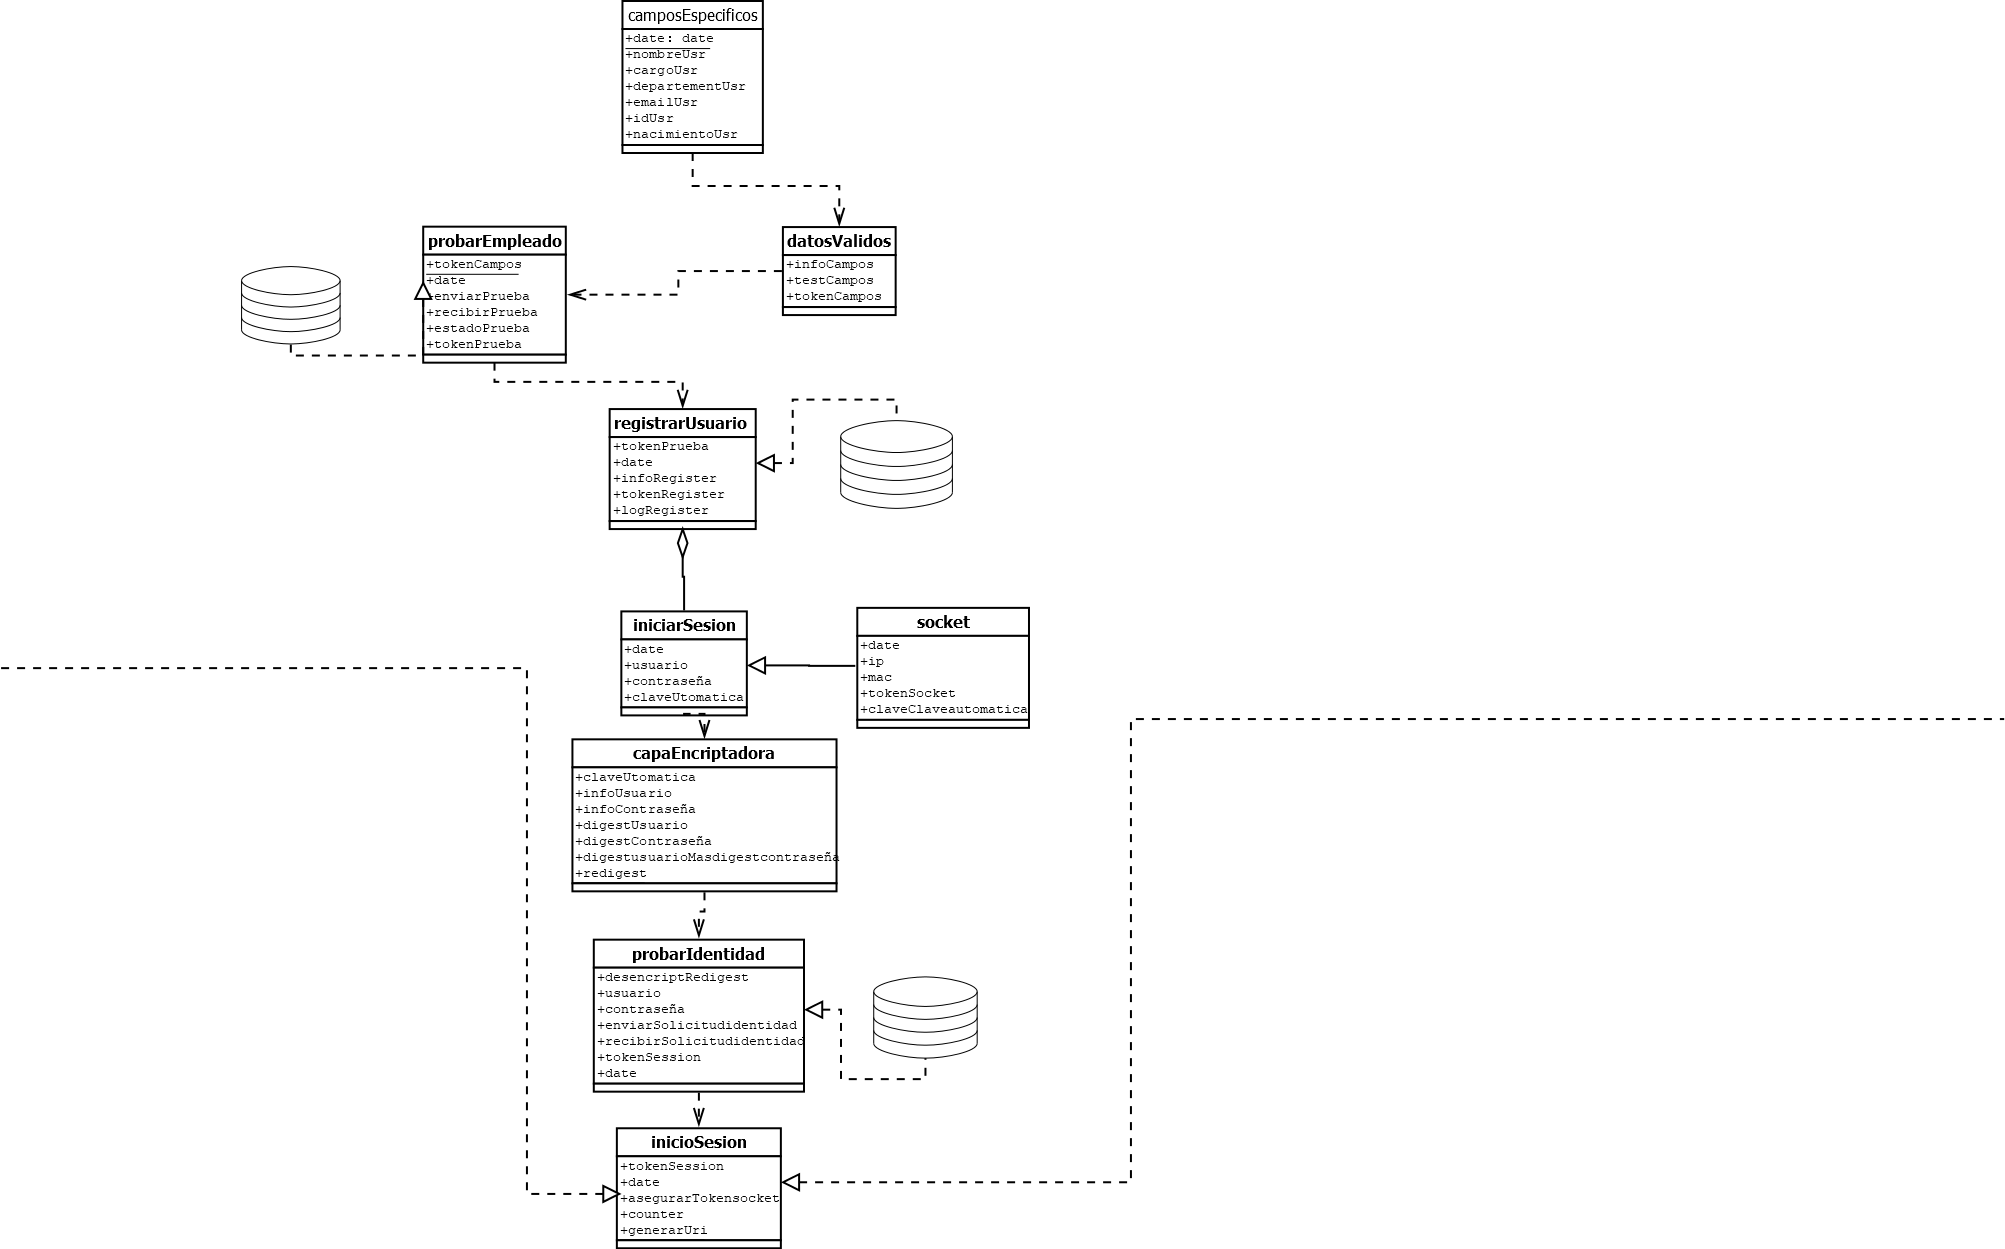 camposEspecificos
+date: date
+nombreUsr
+cargoUsr
+departementUsr
+emailUsr
+idUsr
+nacimientoUsr
probarEmpleado
+tokenCampos
+date
+enviarPrueba
+recibirPrueba
+estadoPrueba
+tokenPrueba
datosValidos
+infoCampos
+testCampos
+tokenCampos
registrarUsuario
+tokenPrueba
+date
+infoRegister
+tokenRegister
+logRegister
iniciarSesion
+date
+usuario
+contraseña
+claveUtomatica
socket
+date
+ip
+mac
+tokenSocket
+claveClaveautomatica
capaEncriptadora
+claveUtomatica
+infoUsuario
+infoContraseña
+digestUsuario
+digestContraseña
+digestusuarioMasdigestcontraseña
+redigest
probarIdentidad
+desencriptRedigest
+usuario
+contraseña
+enviarSolicitudidentidad
+recibirSolicitudidentidad
+tokenSession
+date
inicioSesion
+tokenSession
+date
+asegurarTokensocket
+counter
+generarUri